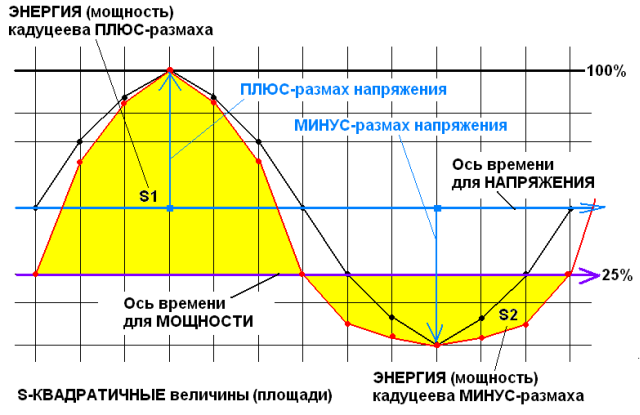 ЭНЕРГИЯ (мощность)
кадуцеева ПЛЮС-размаха
100%
ПЛЮС-размах напряжения
МИНУС-размах напряжения
Ось времени
для НАПРЯЖЕНИЯ
S1
25%
Ось времени
для МОЩНОСТИ
S2
ЭНЕРГИЯ (мощность)
кадуцеева МИНУС-размаха
S-КВАДРАТИЧНЫЕ величины (площади)